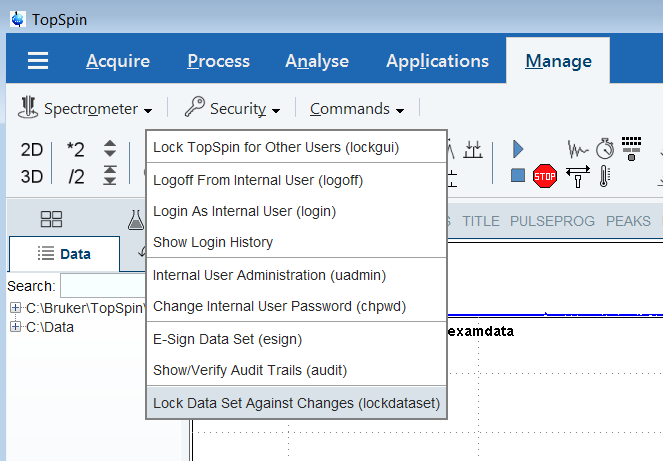 TopSpin
Acquire Process Analyse Applications Manage
Spectrometer Security Commands
2D *2
3D /2
Lock TopSpin for Other Users (lockgui)
Logoff From Internal User (logoff)
Login As Internal User (login)
Show Login History
Internal User Administration (uadmin)
Change Internal User Password (chpwd)
E-Sign Data Set (esign)
Show/Verify Audit Trails (audit)
Lock Data Set Against Changes (lockdataset)
STOP
TITLE PULSEPROG PEAKS
Data
Search:
C:\Bruker\TopSpin\
C:\Data
examdata